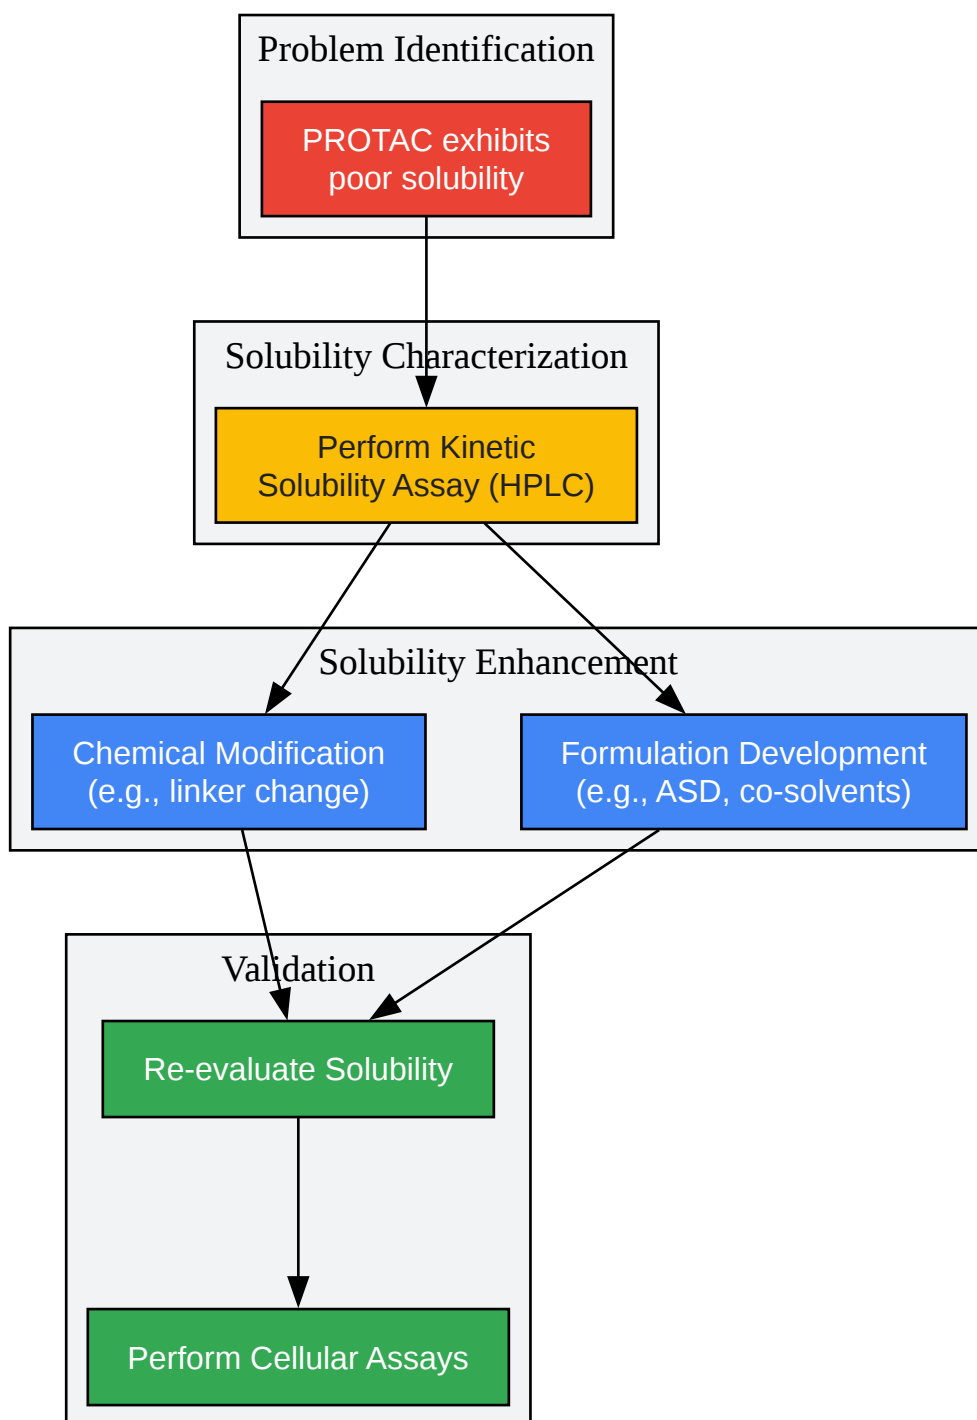 Problem Identification
PROTAC exhibits
poor solubility
Solubility Characterization
Perform Kinetic
Solubility Assay (HPLC)
Solubility Enhancement
Chemical Modification
(e.g., linker change)
Formulation Development
(e.g., ASD, co-solvents)
Validation
Re-evaluate Solubility
Perform Cellular Assays